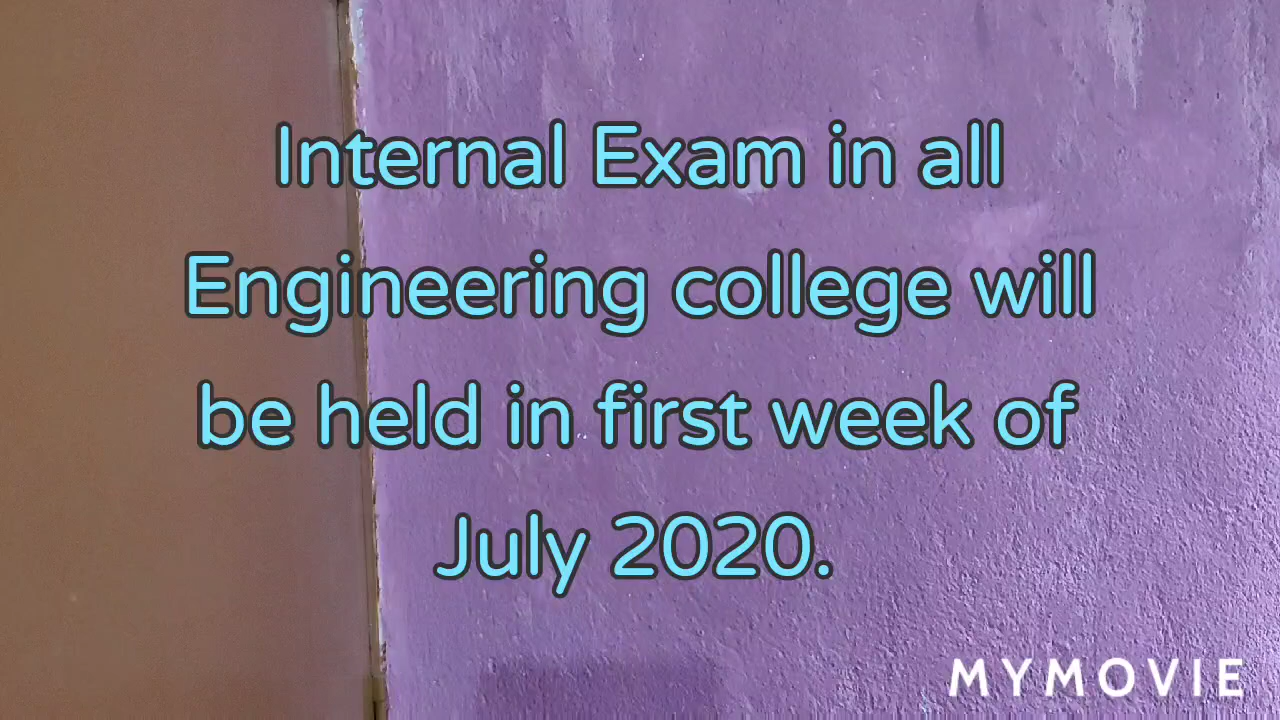 Internal Exam in all
Engineering college will
be held in first week of
July 2020.
MYMOVIE